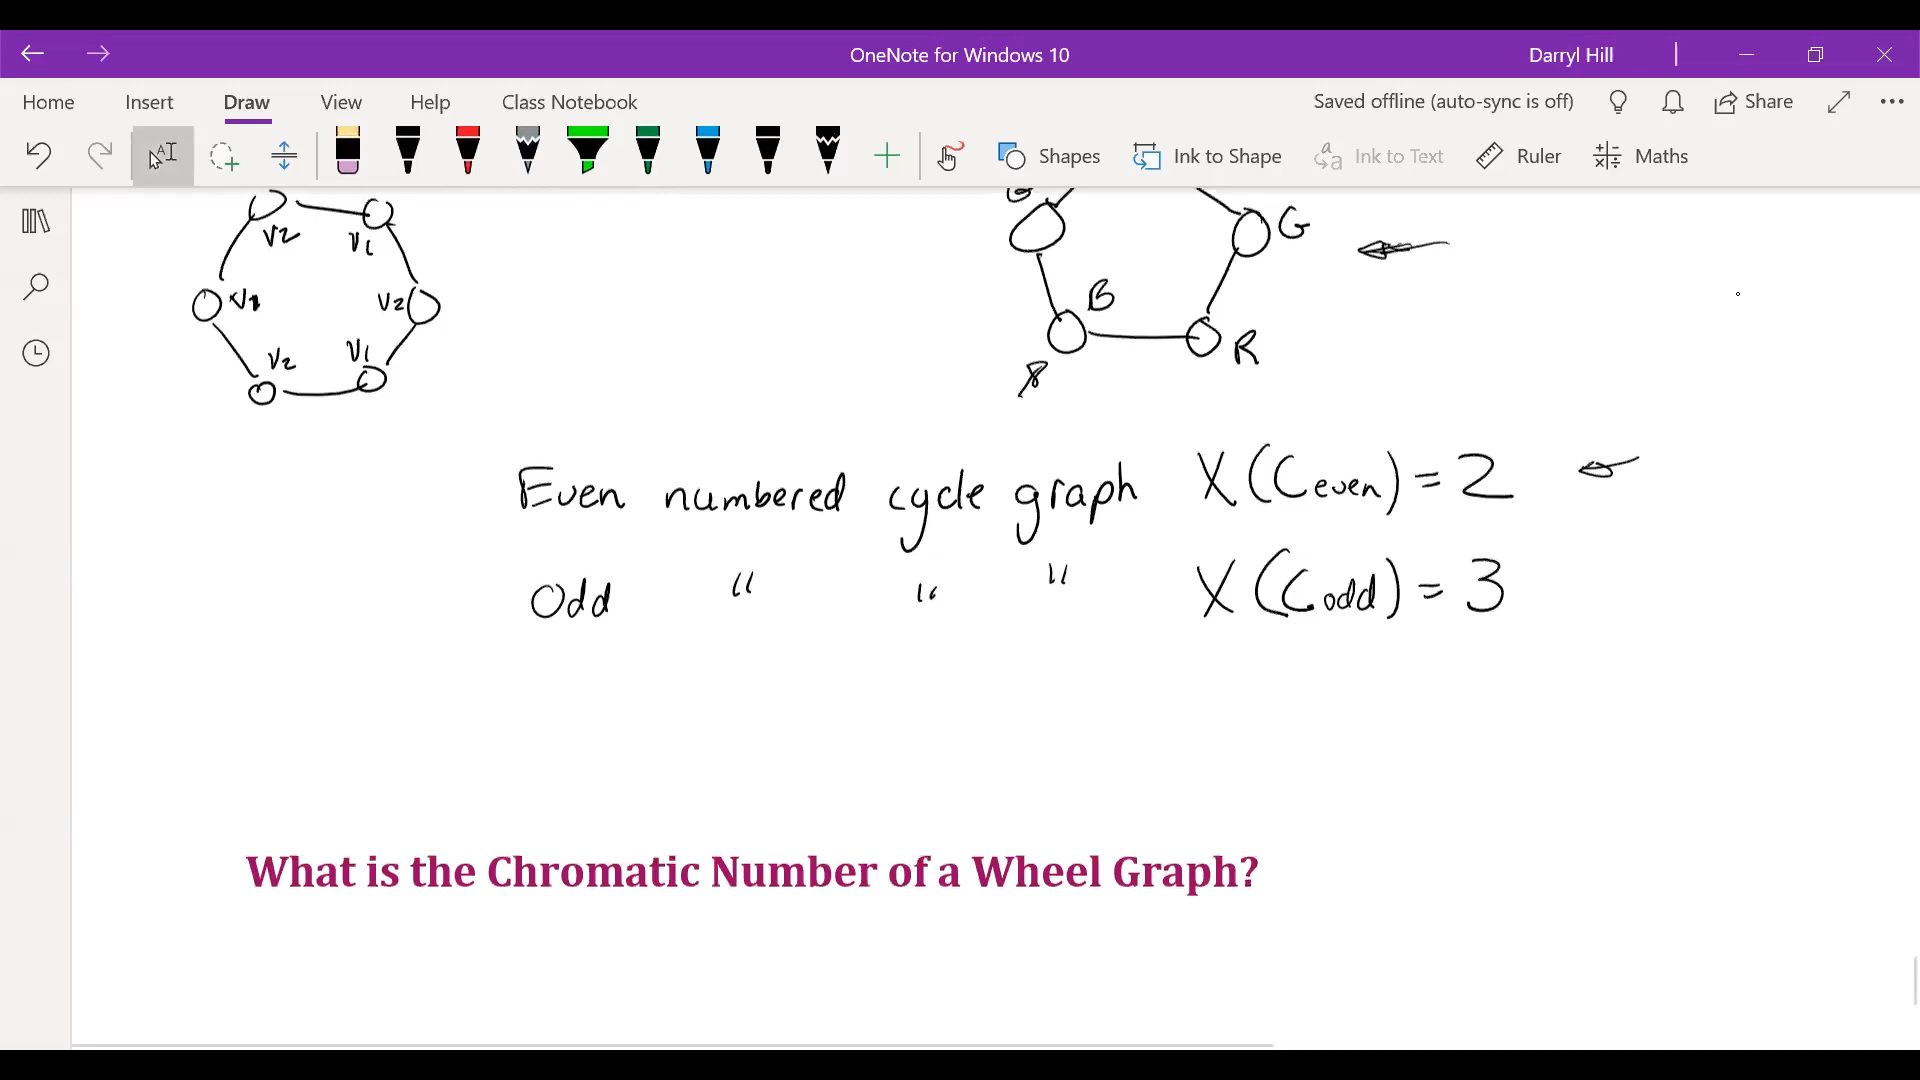 OneNote for Windows 10 Darryl Hill
Home Insert Draw View Help Class Notebook Saved offline (auto-sync is off) Share
Shapes Ink to Shape Ink to Text Ruler Maths
V2 V1 G
V1 V2 B
V2 V1 R
Even numbered cycle graph X(Ceven) = 2
Odd " " " X(Codd) = 3
What is the Chromatic Number of a Wheel Graph?